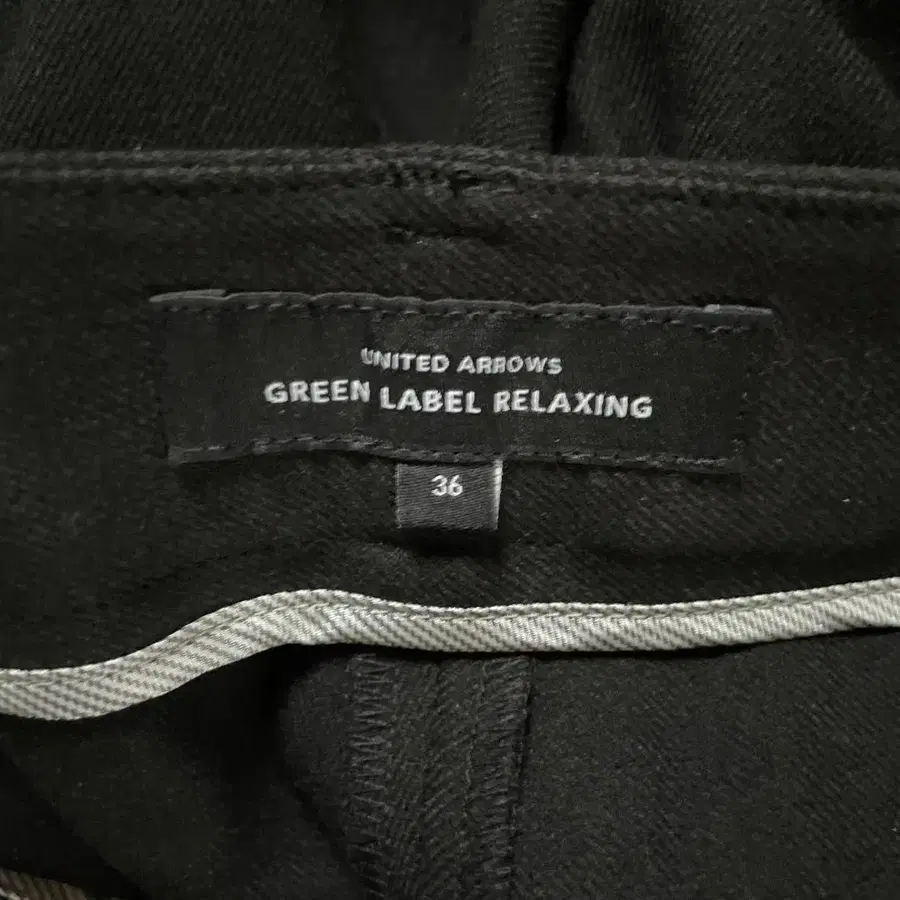 UNITED ARROWS
GREEN LABEL RELAXING
36